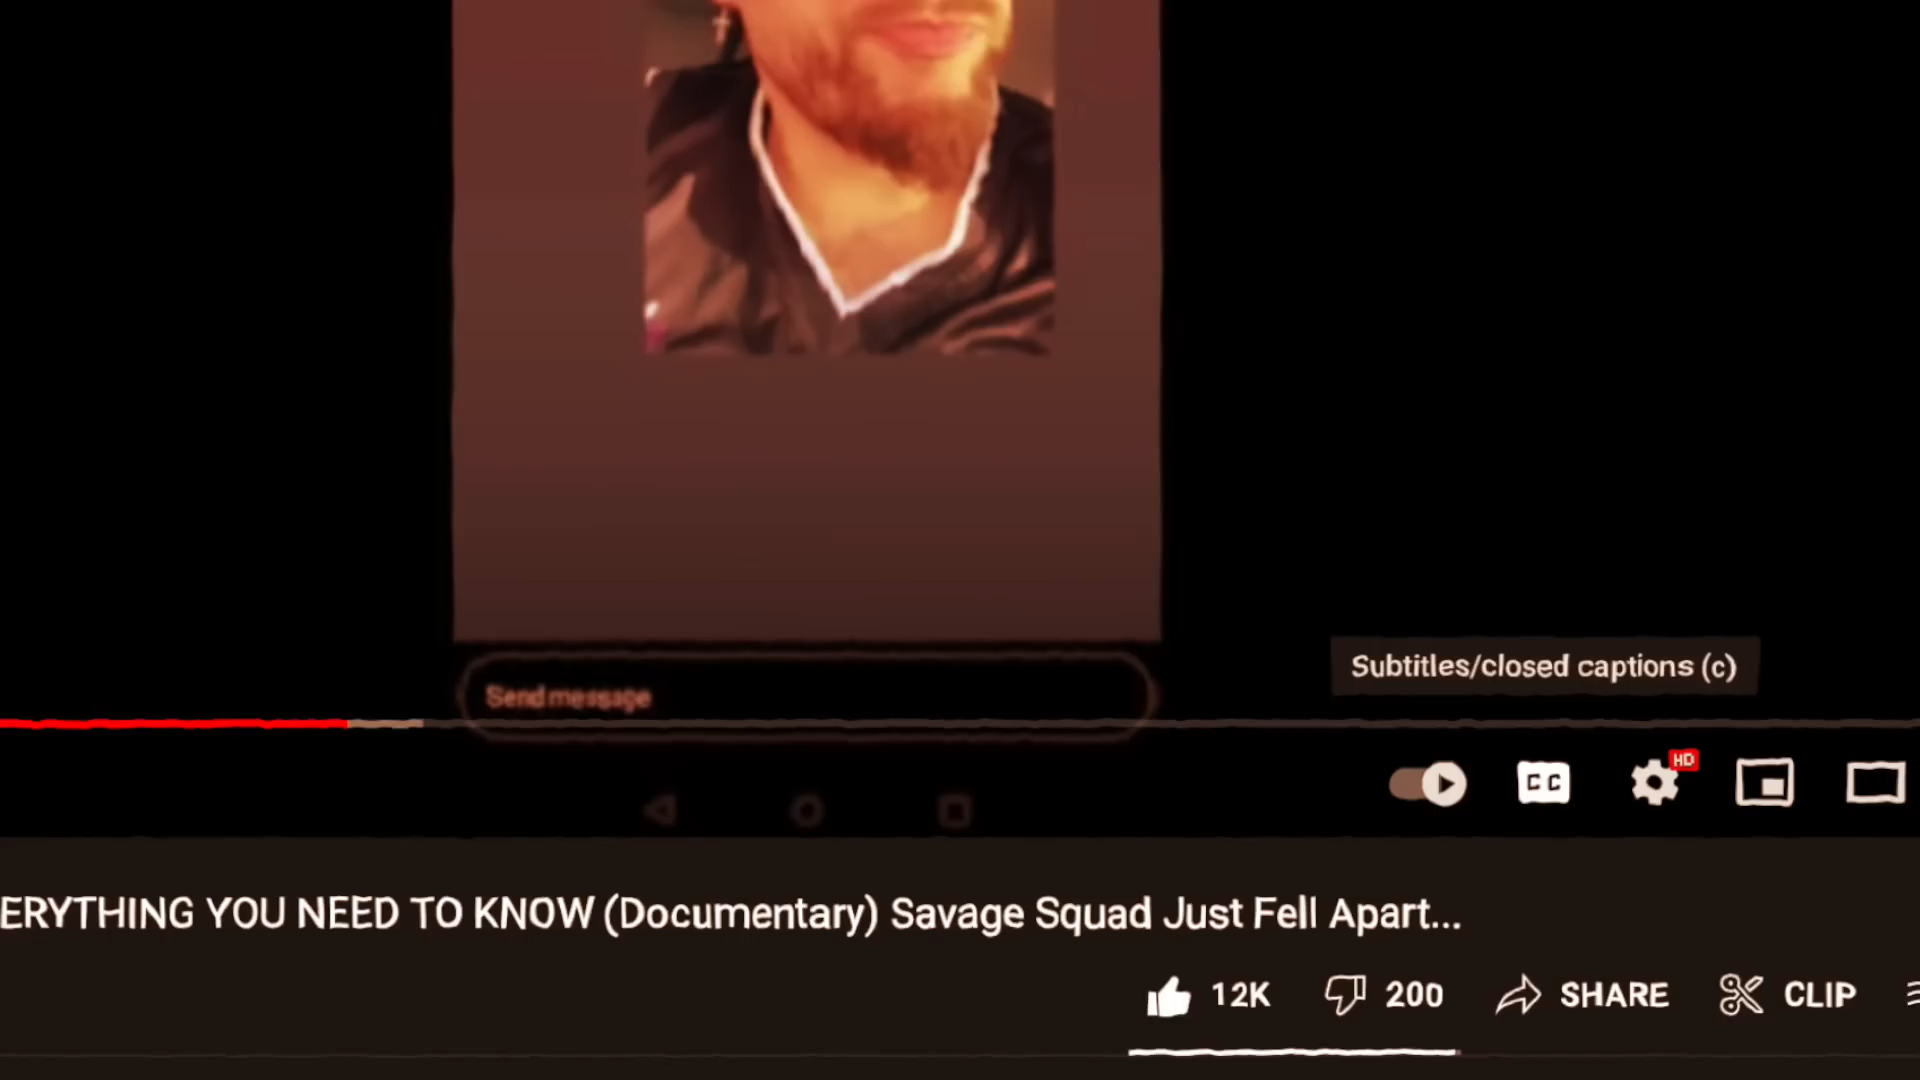 Send message
Subtitles/closed captions (c)
HD
CC
ERYTHING YOU NEED TO KNOW (Documentary) Savage Squad Just Fell Apart...
12K 200 SHARE CLIP